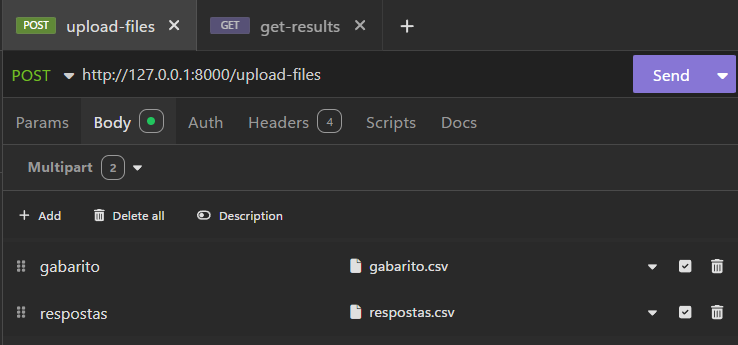 POST upload-files GET get-results
POST http://127.0.0.1:8000/upload-files Send
Params Body Auth Headers 4 Scripts Docs
Multipart 2
Add Delete all Description
gabarito gabarito.csv
respostas respostas.csv